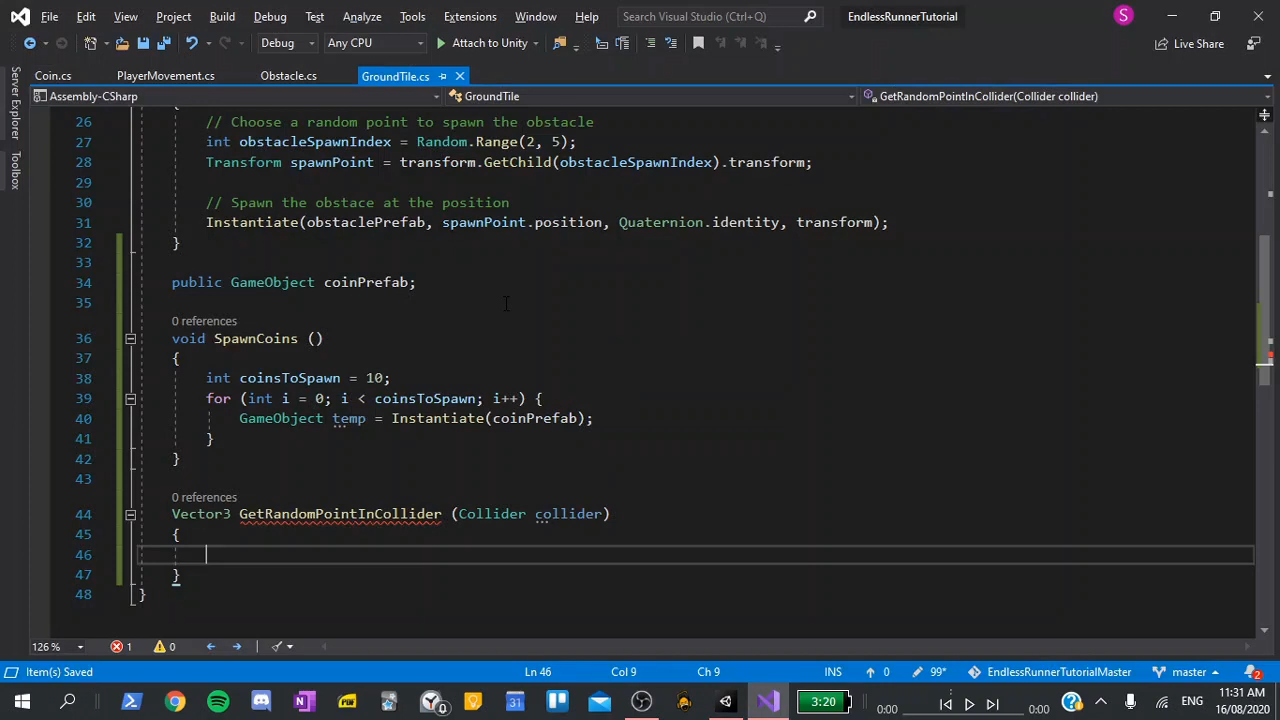 File Edit View Project Build Debug Test Analyze Tools Extensions Window Help Search Visual Studio (Ctrl+Q) EndlessRunnerTutorial S
Debug Any CPU Attach to Unity Live Share
Server Explorer
Toolbox
Coin.cs PlayerMovement.cs Obstacle.cs GroundTile.cs
Assembly-CSharp GroundTile GetRandomPointInCollider(Collider collider)
26 // Choose a random point to spawn the obstacle
27 int obstacleSpawnIndex = Random.Range(2, 5);
28 Transform spawnPoint = transform.GetChild(obstacleSpawnIndex).transform;
29
30 // Spawn the obstace at the position
31 Instantiate(obstaclePrefab, spawnPoint.position, Quaternion.identity, transform);
32 }
33
34 public GameObject coinPrefab;
35
0 references
36 void SpawnCoins ()
37 {
38 int coinsToSpawn = 10;
39 for (int i = 0; i < coinsToSpawn; i++) {
40 GameObject temp = Instantiate(coinPrefab);
41 }
42 }
43
0 references
44 Vector3 GetRandomPointInCollider (Collider collider)
45 {
46
47 }
48 }
126 % 1 0
Item(s) Saved Ln 46 Col 9 Ch 9 INS 0 99* EndlessRunnerTutorialMaster master 2
31 0 3:20 0:00 0:00 ENG 11:31 AM
16/08/2020